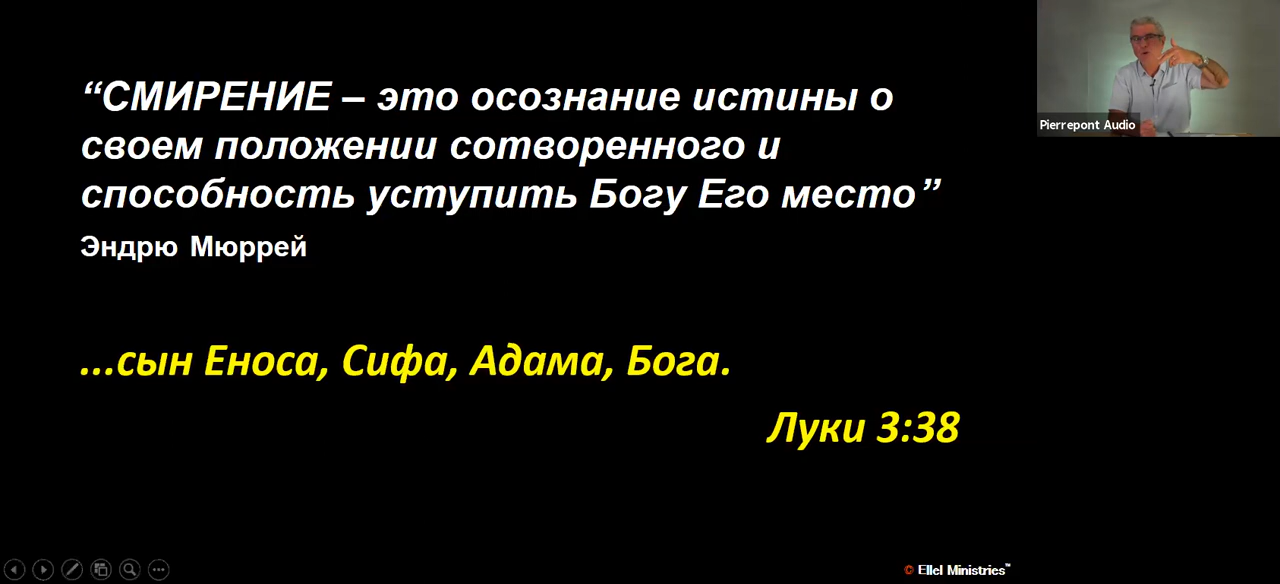 “СМИРЕНИЕ – это осознание истины о
своем положении сотворенного и
способность уступить Богу Его место”
Эндрю Мюррей
...сын Еноса, Сифа, Адама, Бога.
Луки 3:38
Pierrepont Audio
© Ellel Ministries™